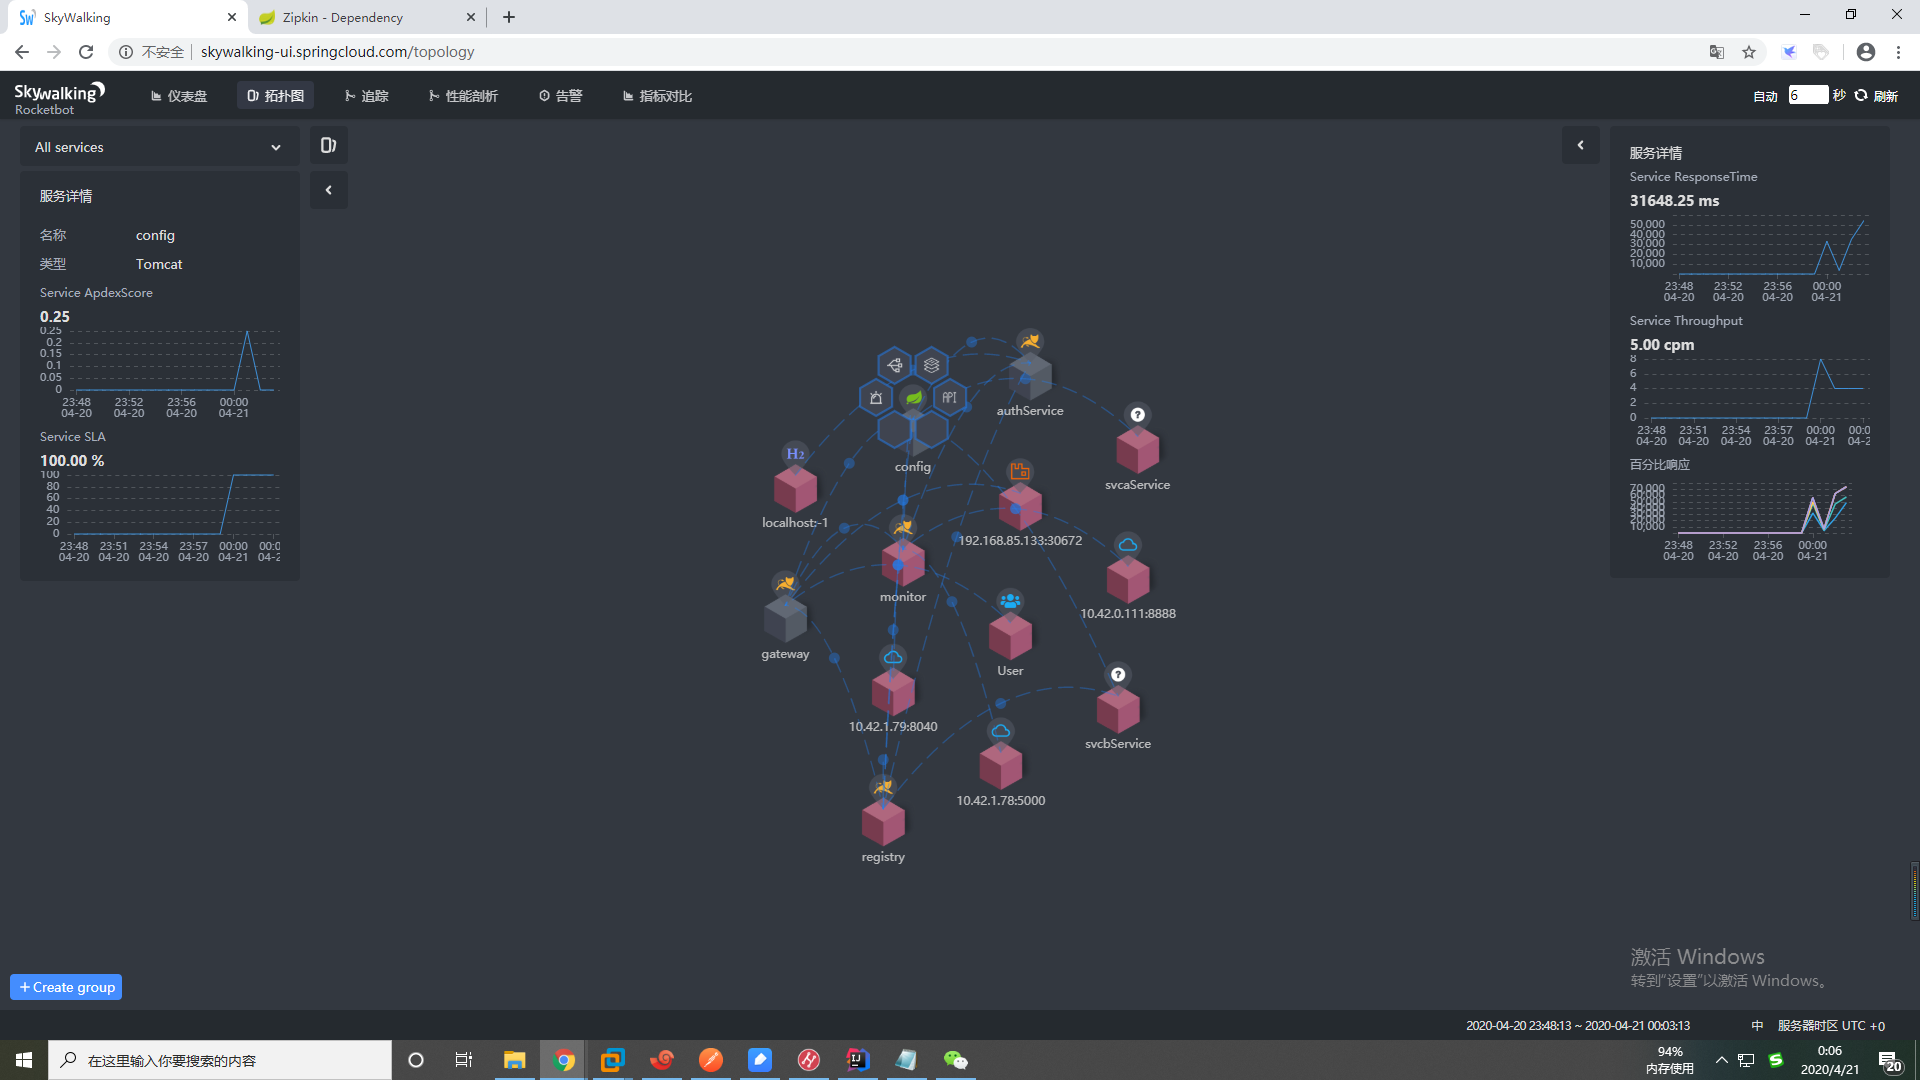 SkyWalking
Zipkin - Dependency
不安全
skywalking-ui.springcloud.com/topology
Skywalking
Rocketbot
仪表盘
拓扑图
追踪
性能剖析
告警
指标对比
自动
6
秒
刷新
All services
服务详情
名称
config
类型
Tomcat
Service ApdexScore
0.25
0.25
0.2
0.15
0.1
0.05
0
23:48
04-20
23:52
04-20
23:56
04-20
00:00
04-21
Service SLA
100.00 %
100
80
60
40
20
0
23:48
04-20
23:51
04-20
23:54
04-20
23:57
04-20
00:00
04-21
authService
API
config
svcaService
H2
localhost:-1
192.168.85.133:30672
monitor
10.42.0.111:8888
gateway
User
10.42.1.79:8040
svcbService
10.42.1.78:5000
registry
服务详情
Service ResponseTime
31648.25 ms
50,000
40,000
30,000
20,000
10,000
23:48
04-20
23:52
04-20
23:56
04-20
00:00
04-21
Service Throughput
5.00 cpm
8
6
4
2
0
23:48
04-20
23:51
04-20
23:54
04-20
23:57
04-20
00:00
04-21
百分比响应
70,000
60,000
50,000
40,000
30,000
20,000
10,000
23:48
04-20
23:52
04-20
23:56
04-20
00:00
04-21
激活 Windows
转到"设置"以激活 Windows。
Create group
2020-04-20 23:48:13 ~ 2020-04-21 00:03:13
中
服务器时区 UTC +0
在这里输入你要搜索的内容
94%
内存使用
0:06
2020/4/21
20